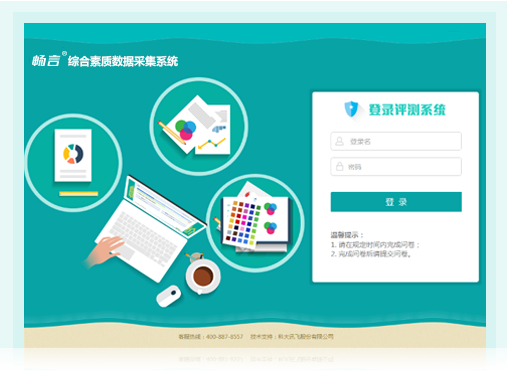 畅言® 综合素质数据采集系统
登录评测系统
登录名
密码
登 录
温馨提示：
1. 请在规定时间内完成问卷；
2. 完成问卷后请提交问卷。
客服热线：400-887-8557 技术支持：科大讯飞股份有限公司